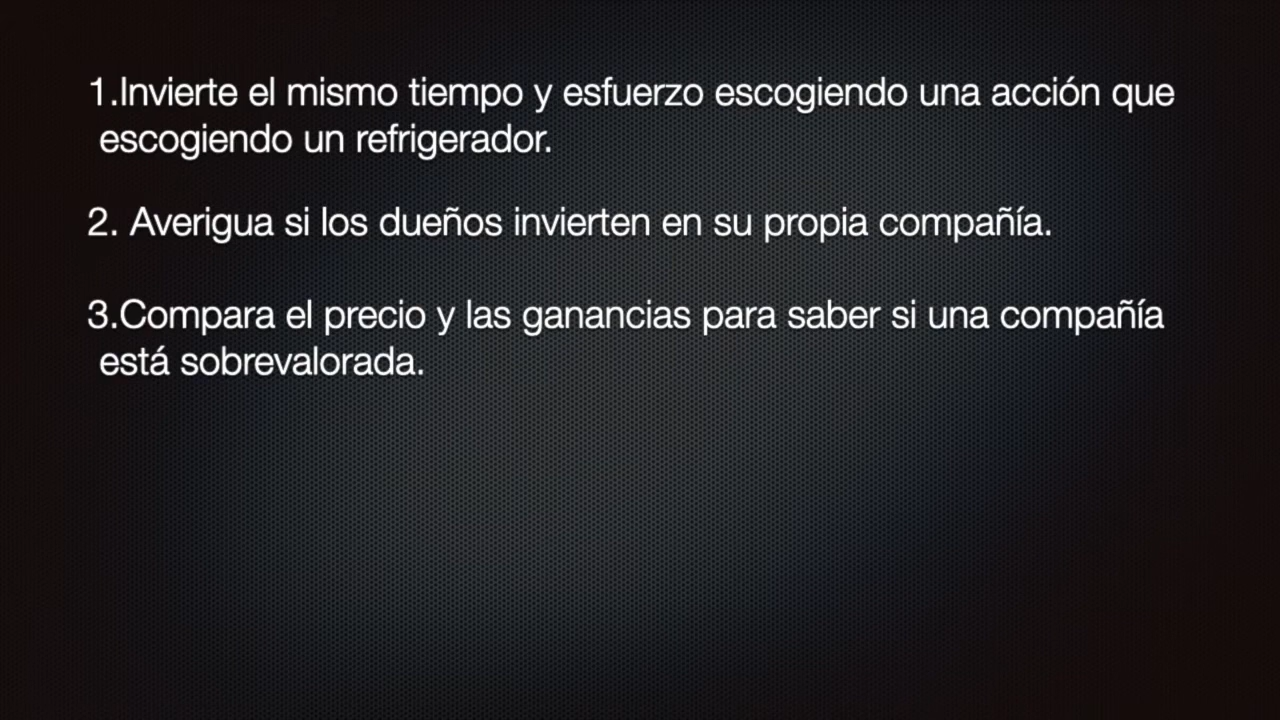 1.Invierte el mismo tiempo y esfuerzo escogiendo una acción que
escogiendo un refrigerador.
2. Averigua si los dueños invierten en su propia compañía.
3.Compara el precio y las ganancias para saber si una compañía
está sobrevalorada.